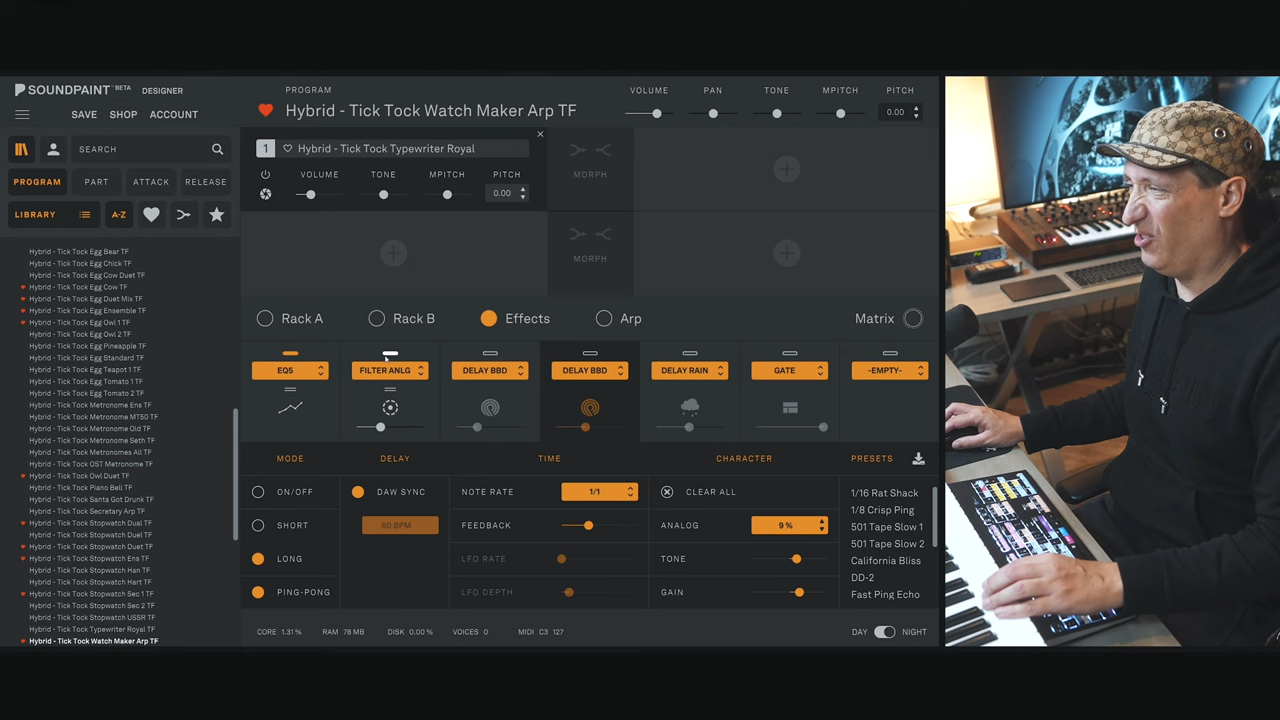 SOUNDPAINT BETA DESIGNER
SAVE SHOP ACCOUNT
SEARCH
PROGRAM PART ATTACK RELEASE
LIBRARY A-Z
Hybrid - Tick Tock Egg Bear TF
Hybrid - Tick Tock Egg Chick TF
Hybrid - Tick Tock Egg Cow Duet TF
Hybrid - Tick Tock Egg Cow TF
Hybrid - Tick Tock Egg Duet Mix TF
Hybrid - Tick Tock Egg Ensemble TF
Hybrid - Tick Tock Egg Owl 1 TF
Hybrid - Tick Tock Egg Owl 2 TF
Hybrid - Tick Tock Egg Pineapple TF
Hybrid - Tick Tock Egg Standard TF
Hybrid - Tick Tock Egg Teapot 1 TF
Hybrid - Tick Tock Egg Tomato 1 TF
Hybrid - Tick Tock Egg Tomato 2 TF
Hybrid - Tick Tock Metronome Ens TF
Hybrid - Tick Tock Metronome MT50 TF
Hybrid - Tick Tock Metronome Old TF
Hybrid - Tick Tock Metronome Seth TF
Hybrid - Tick Tock Metronomes All TF
Hybrid - Tick Tock OST Metronome TF
Hybrid - Tick Tock Owl Duet TF
Hybrid - Tick Tock Piano Ball TF
Hybrid - Tick Tock Santa Got Drunk TF
Hybrid - Tick Tock Secretary Arp TF
Hybrid - Tick Tock Stopwatch Dual TF
Hybrid - Tick Tock Stopwatch Duel TF
Hybrid - Tick Tock Stopwatch Duet TF
Hybrid - Tick Tock Stopwatch Ens TF
Hybrid - Tick Tock Stopwatch Han TF
Hybrid - Tick Tock Stopwatch Hart TF
Hybrid - Tick Tock Stopwatch Sec 1 TF
Hybrid - Tick Tock Stopwatch Sec 2 TF
Hybrid - Tick Tock Stopwatch USSR TF
Hybrid - Tick Tock Typewriter Royal TF
Hybrid - Tick Tock Watch Maker Arp TF
PROGRAM
Hybrid - Tick Tock Watch Maker Arp TF
VOLUME PAN TONE MPITCH PITCH
0.00
1 Hybrid - Tick Tock Typewriter Royal
VOLUME TONE MPITCH PITCH
0.00
MORPH
MORPH
Rack A Rack B Effects Arp Matrix
EQ5 FILTER ANLG DELAY BBD DELAY BBD DELAY RAIN GATE -EMPTY-
MODE DELAY TIME CHARACTER PRESETS
ON/OFF DAW SYNC NOTE RATE 1/1 CLEAR ALL
SHORT 60 BPM FEEDBACK ANALOG 9 %
LONG LFO RATE TONE
PING-PONG LFO DEPTH GAIN
1/16 Rat Shack
1/8 Crisp Ping
501 Tape Slow 1
501 Tape Slow 2
California Bliss
DD-2
Fast Ping Echo
CORE 1.31 % RAM 78 MB DISK 0.00 % VOICES 0 MIDI C3 127
DAY NIGHT